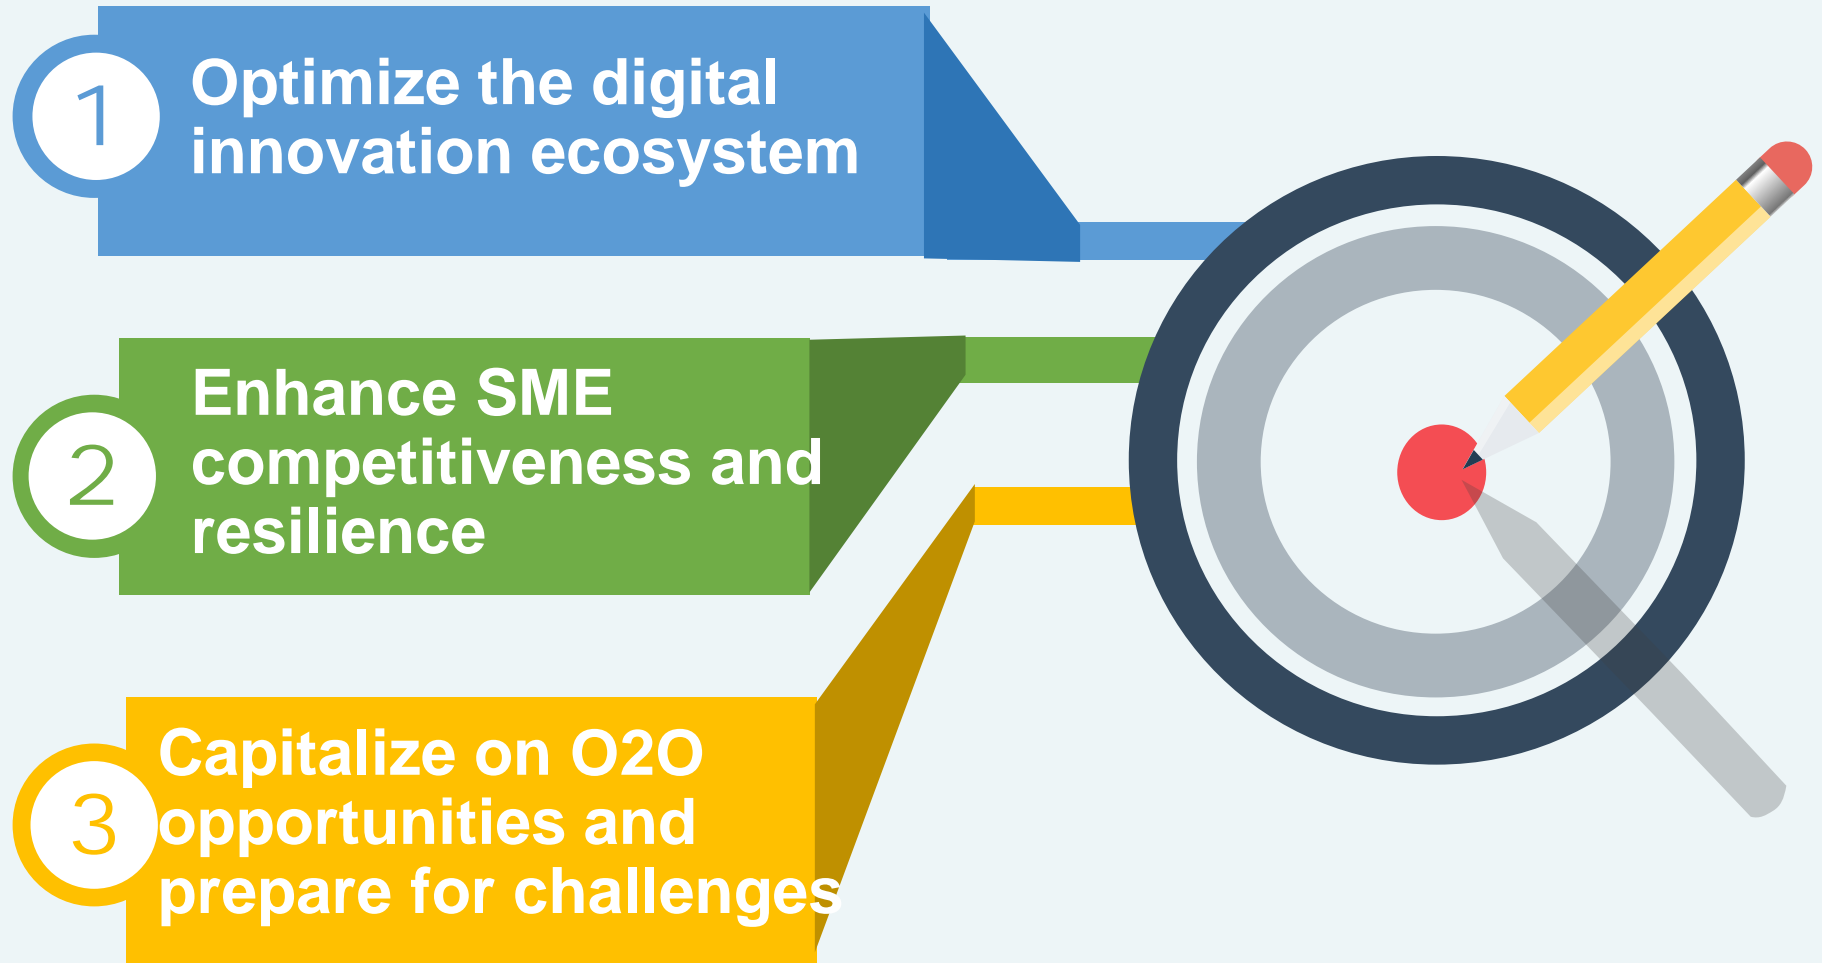 1
Optimize the digital
innovation ecosystem
2
Enhance SME
competitiveness and
resilience
3
Capitalize on O2O
opportunities and
prepare for challenges